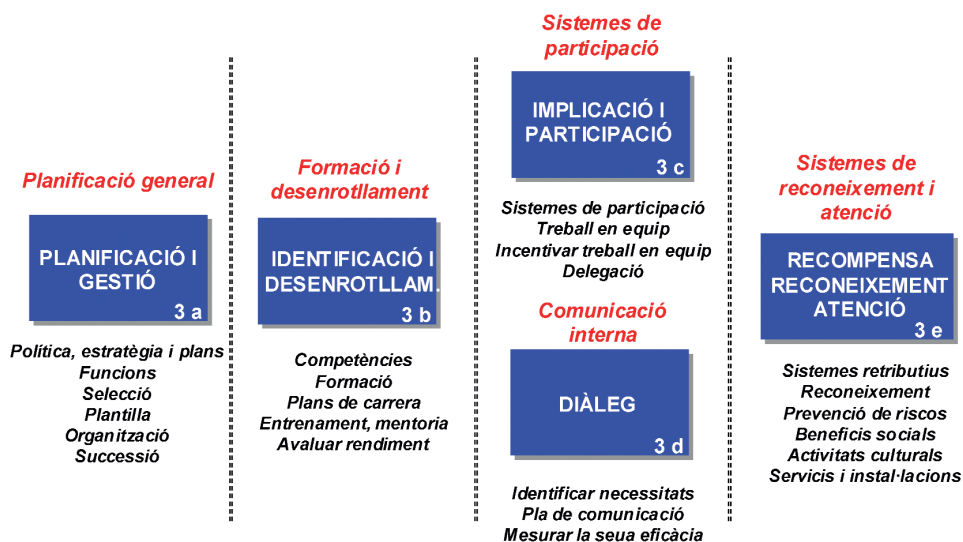 Planificació general
PLANIFICACIÓ I
GESTIÓ
3 a
Política, estratègia i plans
Funcions
Selecció
Plantilla
Organització
Successió
Formació i
desenrotllament
IDENTIFICACIÓ I
DESENROTLLAM.
3 b
Competències
Formació
Plans de carrera
Entrenament, mentoria
Avaluar rendiment
Sistemes de
participació
IMPLICACIÓ I
PARTICIPACIÓ
3 c
Sistemes de participació
Treball en equip
Incentivar treball en equip
Delegació
Comunicació
interna
DIÀLEG
3 d
Identificar necessitats
Pla de comunicació
Mesurar la seua eficàcia
Sistemes de
reconeixement i
atenció
RECOMPENSA
RECONEIXEMENT
ATENCIÓ
3 e
Sistemes retributius
Reconeixement
Prevenció de riscos
Beneficis socials
Activitats culturals
Servicis i instal·lacions